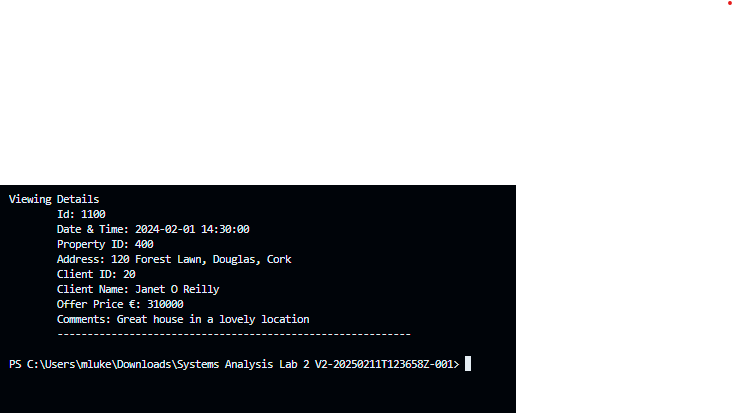 Viewing Details
Id: 1100
Date & Time: 2024-02-01 14:30:00
Property ID: 400
Address: 120 Forest Lawn, Douglas, Cork
Client ID: 20
Client Name: Janet O Reilly
Offer Price €: 310000
Comments: Great house in a lovely location
-----------------------------------------------------------
PS C:\Users\mluke\Downloads\Systems Analysis Lab 2 V2-20250211T123658Z-001>